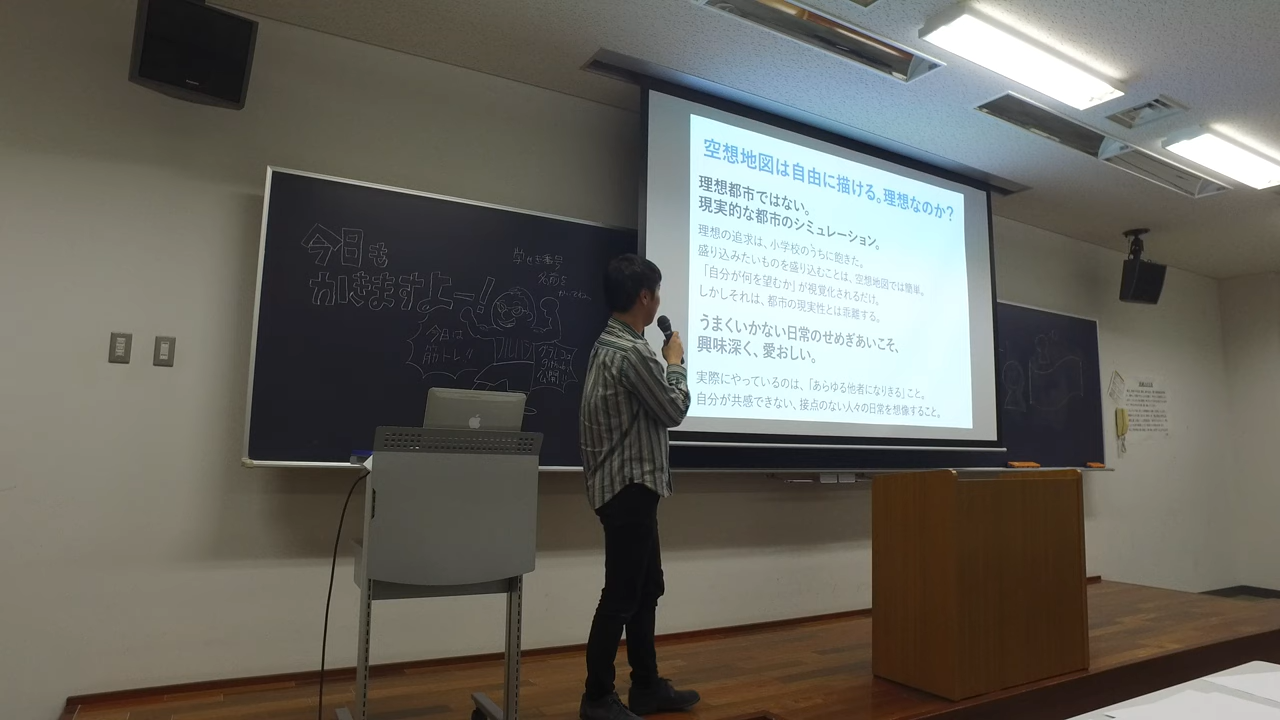 空想地図は自由に描ける。理想なのか？
理想都市ではない。
現実的な都市のシミュレーション。
理想の追求は、小学校のうちに飽きた。
盛り込みたいものを盛り込むことは、空想地図では簡単。
「自分が何を望むか」が視覚化されるだけ。
しかしそれは、都市の現実性とは乖離する。
うまくいかない日常のせめぎあいこそ、
興味深く、愛おしい。
実際にやっているのは、「あらゆる他者になりきる」こと。
自分が共感できない、接点のない人々の日常を想像すること。
今日も
かきますよー！
番号
名前を
今日は
筋トレ!!
公開